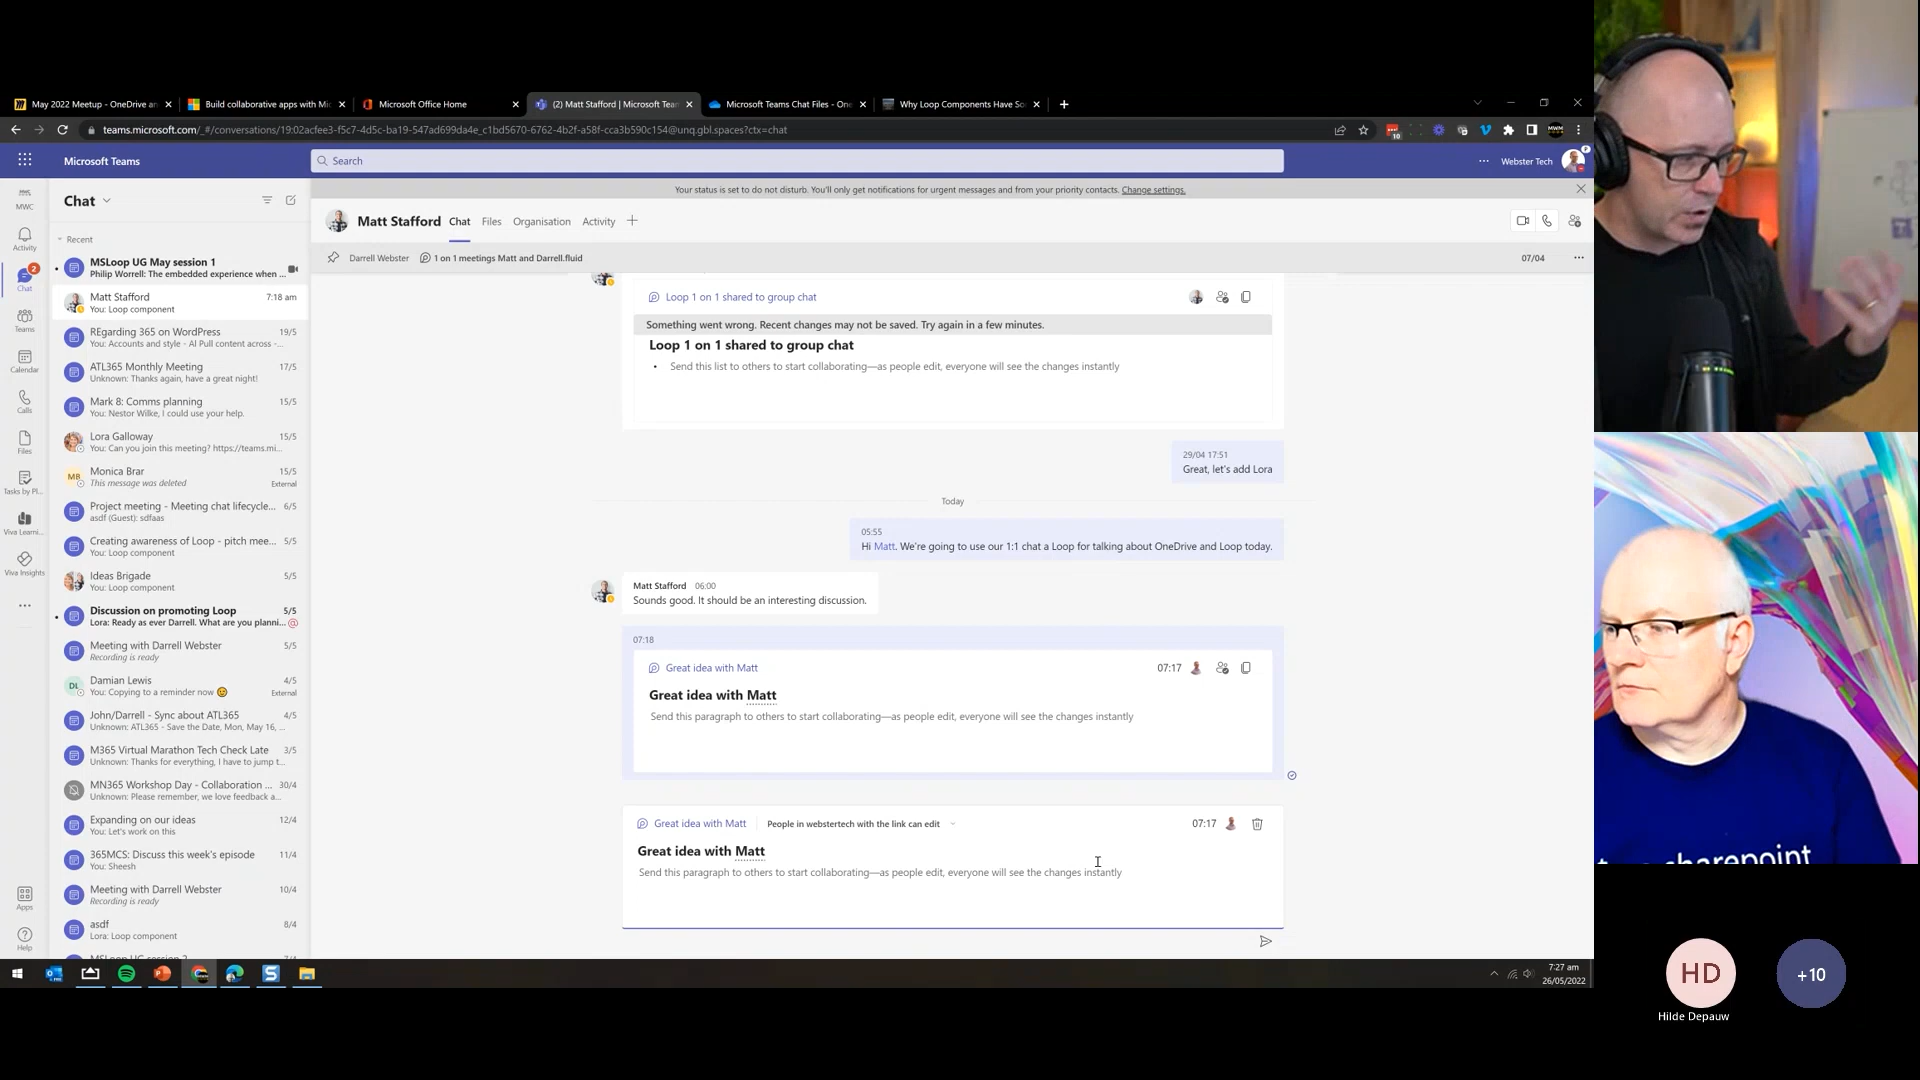 May 2022 Meetup - OneDrive an
Build collaborative apps with Mic
Microsoft Office Home
(2) Matt Stafford | Microsoft Team
Microsoft Teams Chat Files - One
Why Loop Components Have So
teams.microsoft.com/_#/conversations/19:02acfee3-f5c7-4d5c-ba19-547ad699da4e_c1bd5670-6762-4b2f-a58f-cca3b590c154@unq.gbl.spaces?ctx=chat
Microsoft Teams
Search
Webster Tech
Your status is set to do not disturb. You'll only get notifications for urgent messages and from your priority contacts. Change settings.
MWC
Activity
Chat
Teams
Calendar
Calls
Files
Tasks by Pl...
Viva Learni...
Viva Insights
Apps
Help
Chat
Recent
MSLoop UG May session 1
Philip Worrell: The embedded experience when ...
Matt Stafford 7:18 am
You: Loop component
REgarding 365 on WordPress 19/5
You: Accounts and style - AI Pull content across -...
ATL365 Monthly Meeting 17/5
Unknown: Thanks again, have a great night!
Mark 8: Comms planning 15/5
You: Nestor Wilke, I could use your help.
Lora Galloway 15/5
You: Can you join this meeting? https://teams.mi...
MB
Monica Brar 15/5
This message was deleted External
Project meeting - Meeting chat lifecycle... 6/5
asdf (Guest): sdfaas
Creating awareness of Loop - pitch mee... 5/5
You: Loop component
Ideas Brigade 5/5
You: Loop component
Discussion on promoting Loop 5/5
Lora: Ready as ever Darrell. What are you planni...
Meeting with Darrell Webster 5/5
Recording is ready
DL
Damian Lewis 4/5
You: Copying to a reminder now External
John/Darrell - Sync about ATL365 4/5
Unknown: ATL365 - Save the Date, Mon, May 16, ...
M365 Virtual Marathon Tech Check Late 3/5
Unknown: Thanks for everything, I have to jump t...
MN365 Workshop Day - Collaboration ... 30/4
Unknown: Please remember, we love feedback a...
Expanding on our ideas 12/4
You: Let's work on this
365MCS: Discuss this week's episode 11/4
You: Sheesh
Meeting with Darrell Webster 10/4
Recording is ready
asdf 8/4
Lora: Loop component
Matt Stafford Chat Files Organisation Activity
Darrell Webster 1 on 1 meetings Matt and Darrell.fluid 07/04
Loop 1 on 1 shared to group chat
Something went wrong. Recent changes may not be saved. Try again in a few minutes.
Loop 1 on 1 shared to group chat
Send this list to others to start collaborating—as people edit, everyone will see the changes instantly
29/04 17:51
Great, let's add Lora
Today
05:55
Hi Matt. We're going to use our 1:1 chat a Loop for talking about OneDrive and Loop today.
Matt Stafford 06:00
Sounds good. It should be an interesting discussion.
07:18
Great idea with Matt 07:17
Great idea with Matt
Send this paragraph to others to start collaborating—as people edit, everyone will see the changes instantly
Great idea with Matt People in webstertech with the link can edit 07:17
Great idea with Matt
Send this paragraph to others to start collaborating—as people edit, everyone will see the changes instantly
7:27 am
26/05/2022
sharepoint
HD
Hilde Depauw
+10